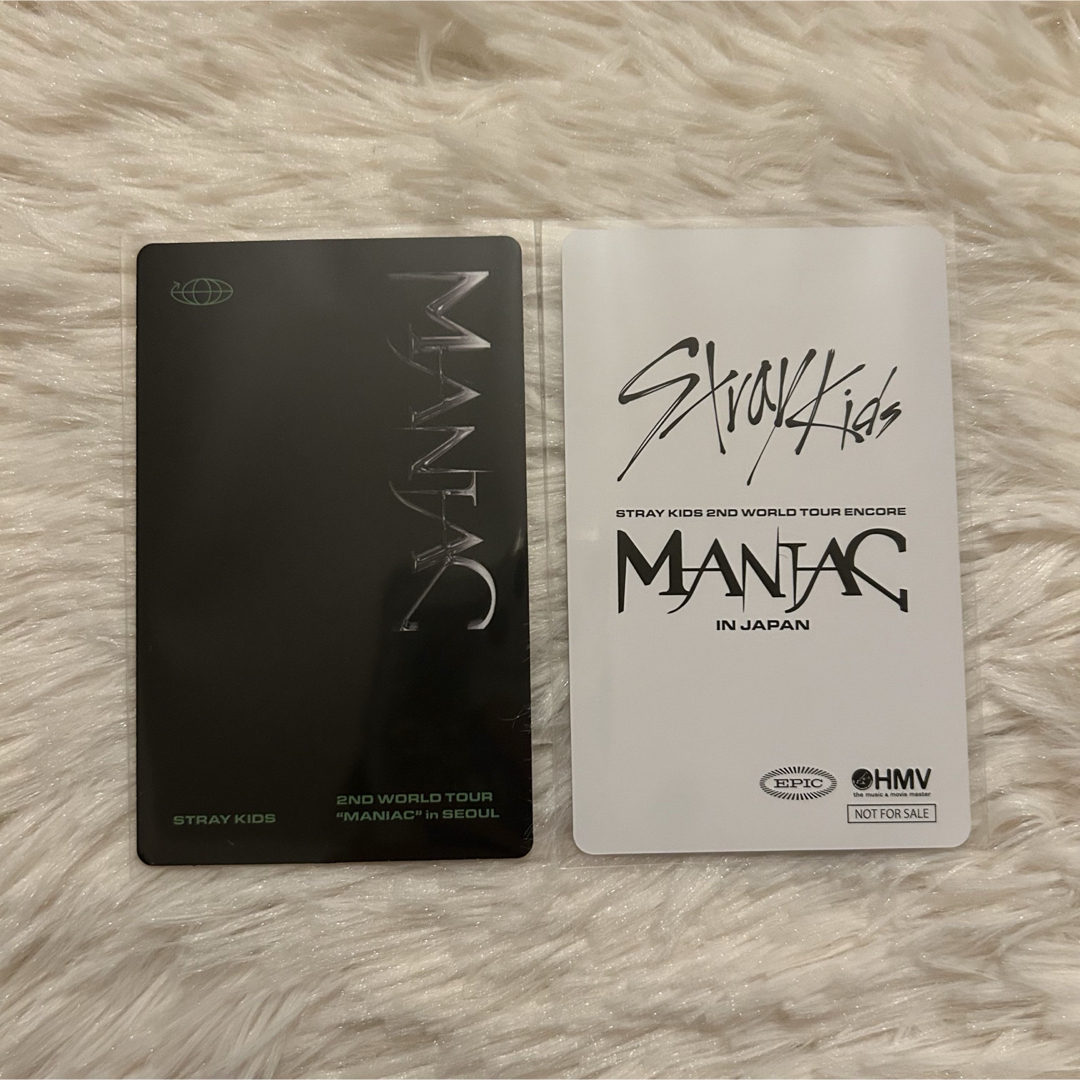 MANIAC
STRAY KIDS
2ND WORLD TOUR
“MANIAC” in SEOUL
Stray Kids
STRAY KIDS 2ND WORLD TOUR ENCORE
MANIAC
IN JAPAN
EPIC
HMV
the music & movie master
NOT FOR SALE